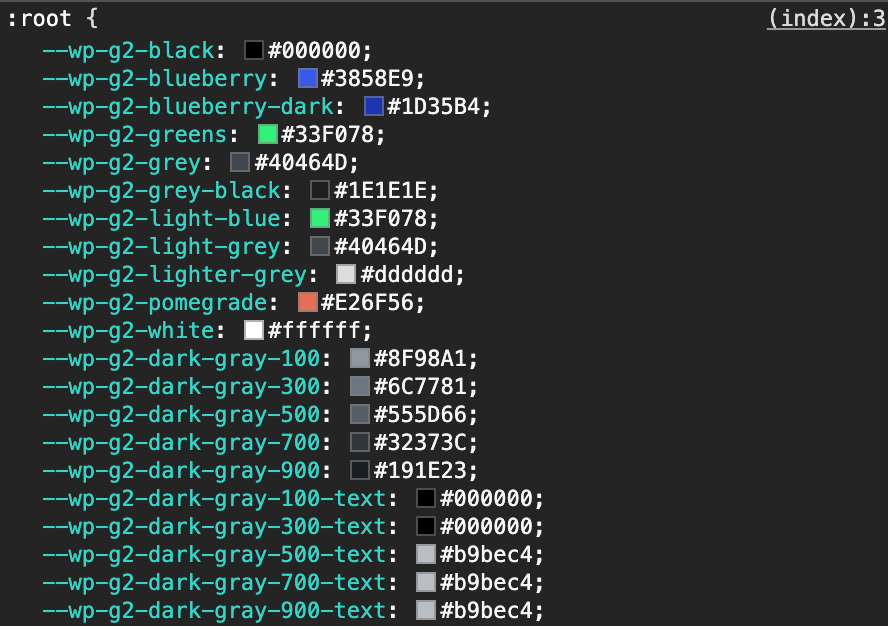 :root {	(index):3
--wp-g2-black: #000000;
--wp-g2-blueberry: #3858E9;
--wp-g2-blueberry-dark: #1D35B4;
--wp-g2-greens: #33F078;
--wp-g2-grey: #40464D;
--wp-g2-grey-black: #1E1E1E;
--wp-g2-light-blue: #33F078;
--wp-g2-light-grey: #40464D;
--wp-g2-lighter-grey: #dddddd;
--wp-g2-pomegrade: #E26F56;
--wp-g2-white: #ffffff;
--wp-g2-dark-gray-100: #8F98A1;
--wp-g2-dark-gray-300: #6C7781;
--wp-g2-dark-gray-500: #555D66;
--wp-g2-dark-gray-700: #32373C;
--wp-g2-dark-gray-900: #191E23;
--wp-g2-dark-gray-100-text: #000000;
--wp-g2-dark-gray-300-text: #000000;
--wp-g2-dark-gray-500-text: #b9bec4;
--wp-g2-dark-gray-700-text: #b9bec4;
--wp-g2-dark-gray-900-text: #b9bec4;